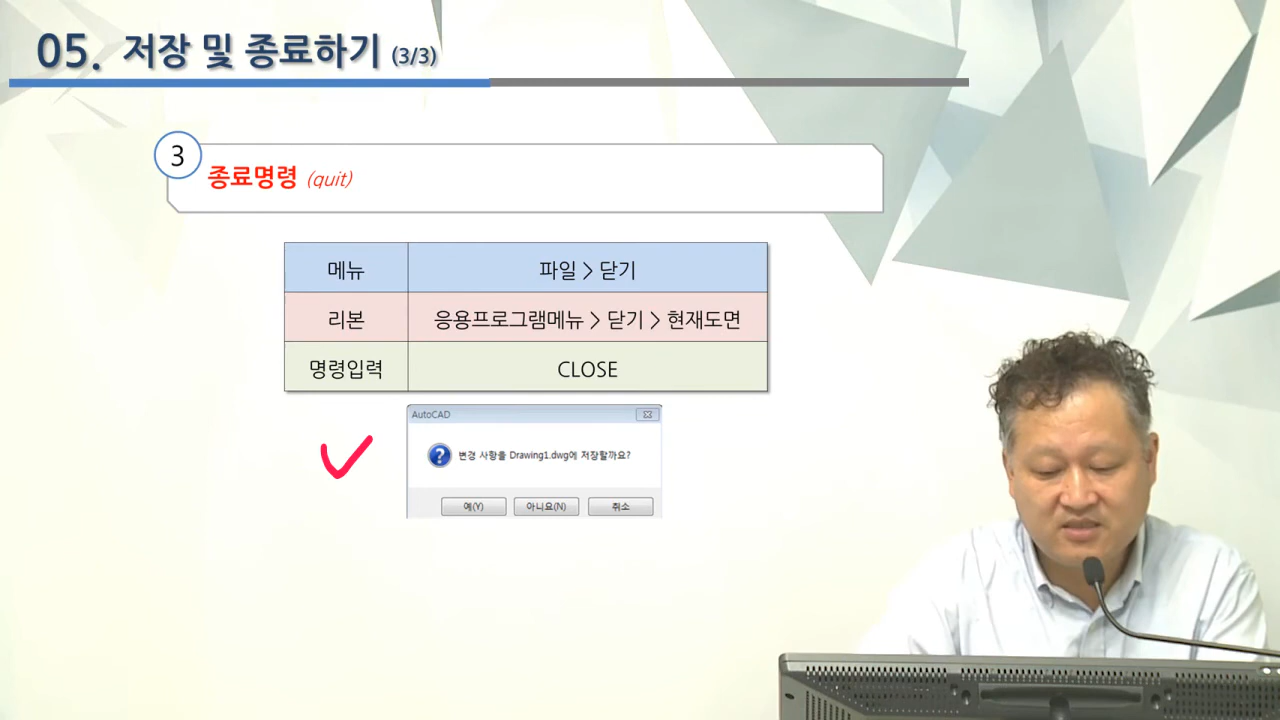 05. 저장 및 종료하기 (3/3)
3
종료명령 (quit)
메뉴 파일 > 닫기
리본 응용프로그램메뉴 > 닫기 > 현재도면
명령입력 CLOSE
AutoCAD
변경 사항을 Drawing1.dwg에 저장할까요?
예(Y) 아니요(N) 취소